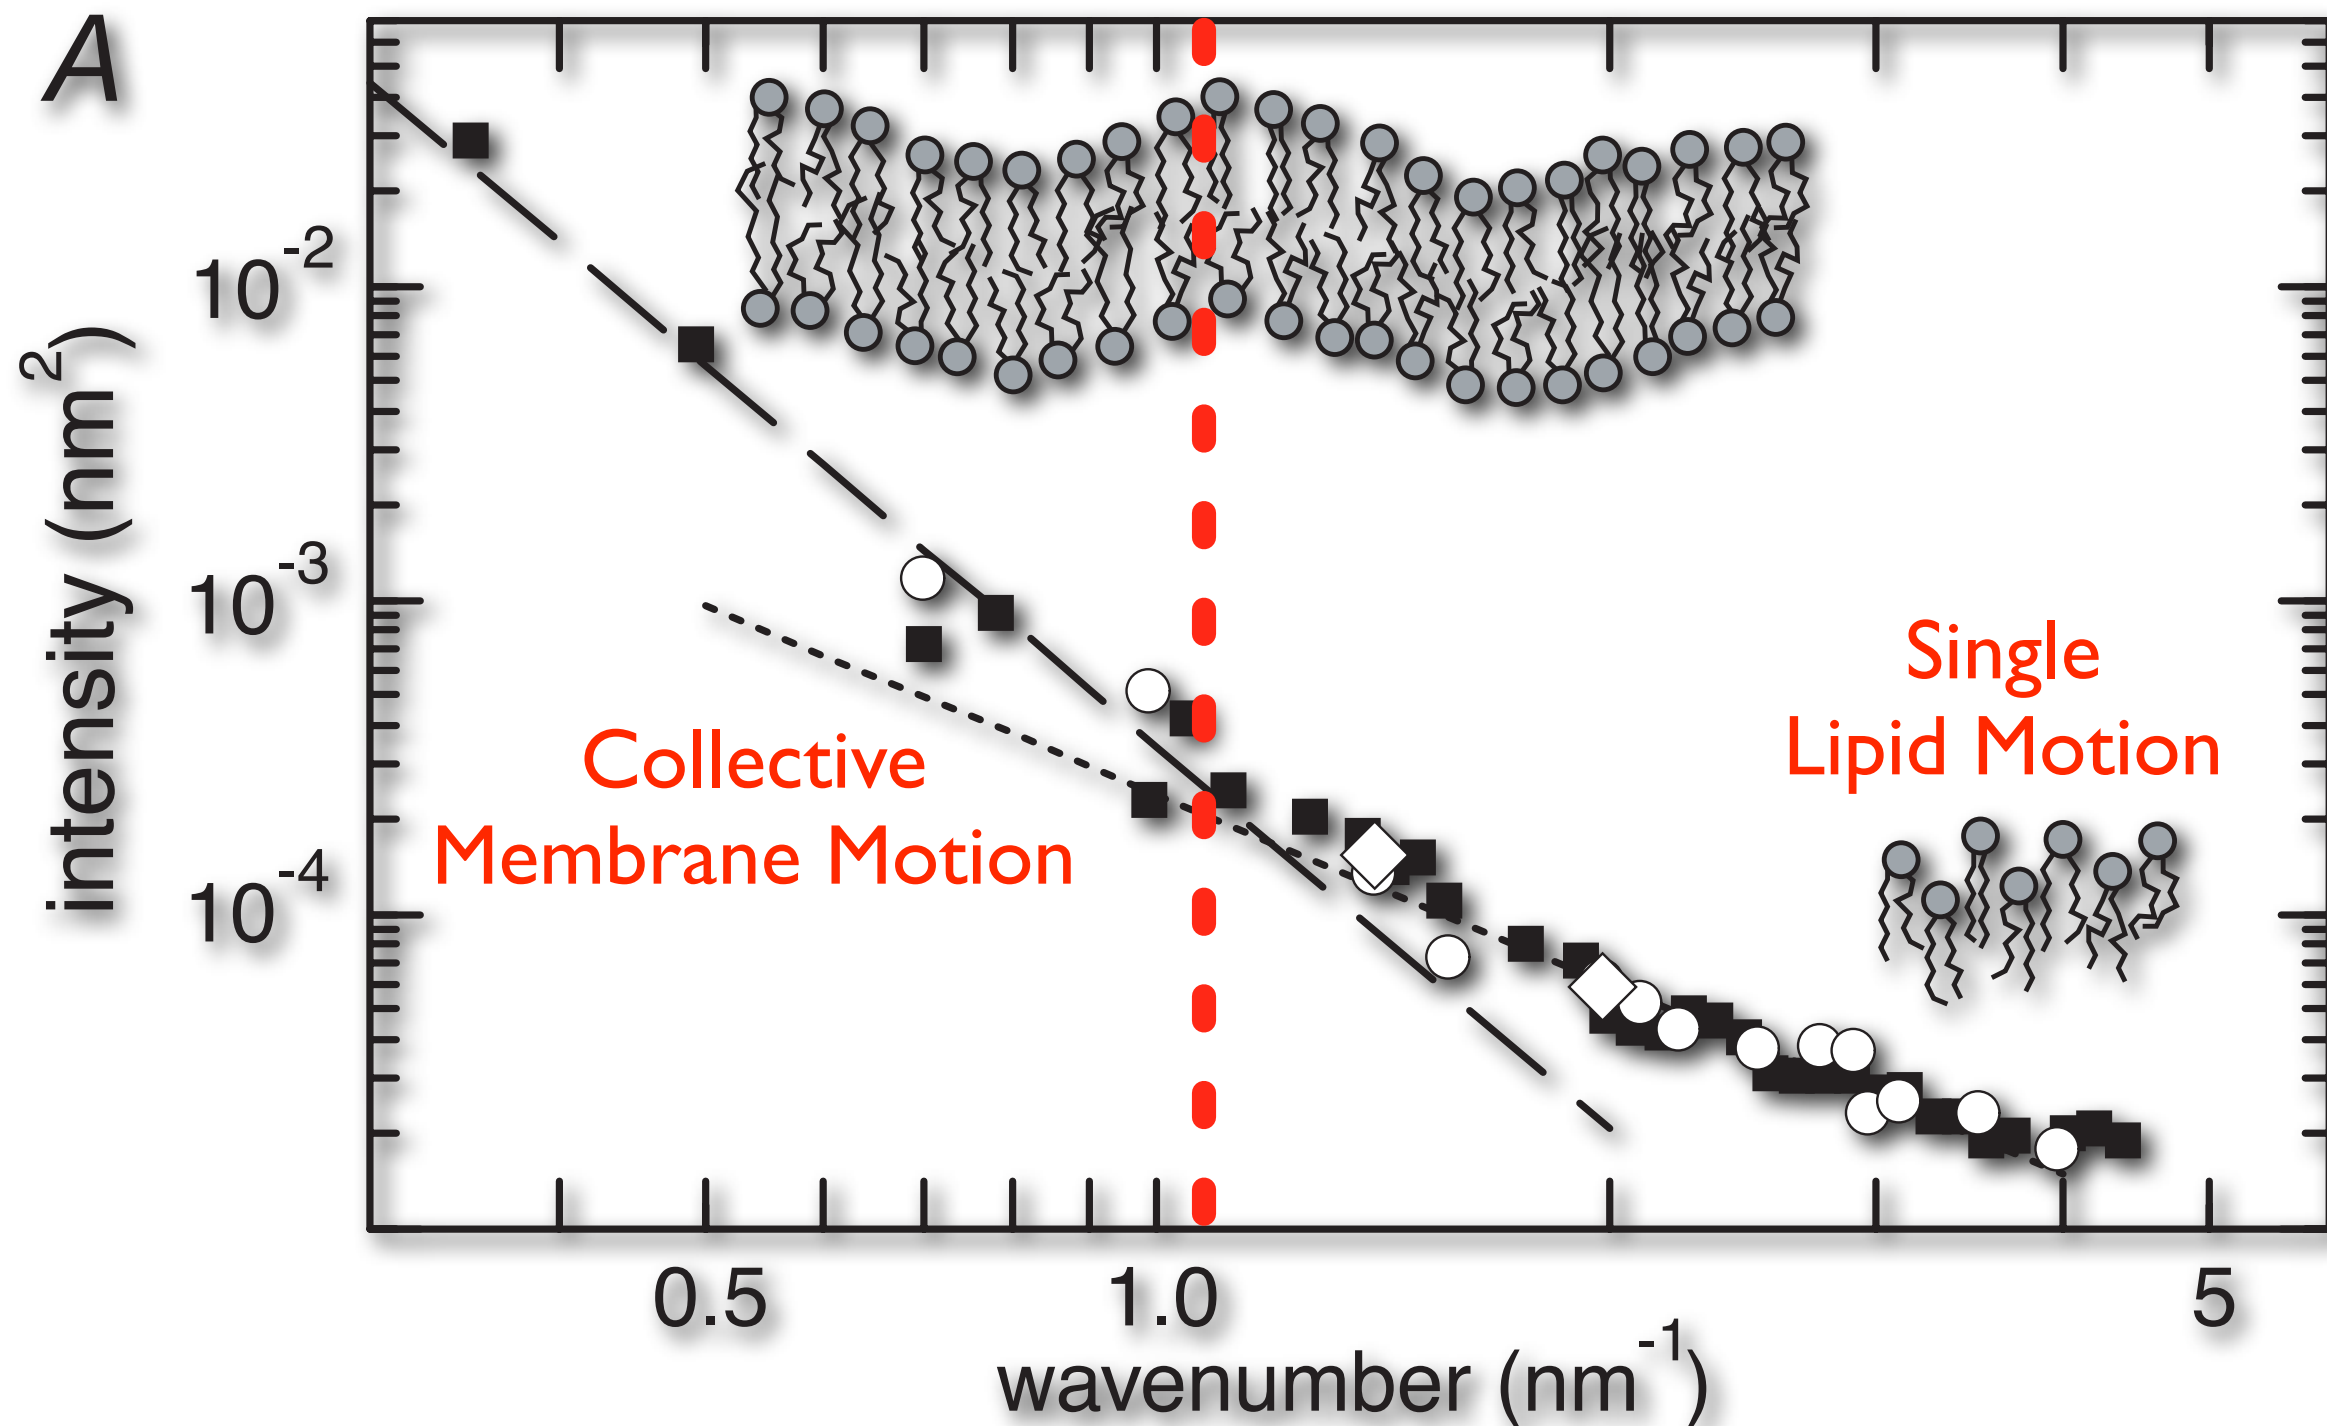 A
intensity (nm²)
10⁻²
10⁻³
10⁻⁴
Collective
Membrane Motion
Single
Lipid Motion
0.5
1.0
5
wavenumber (nm⁻¹)